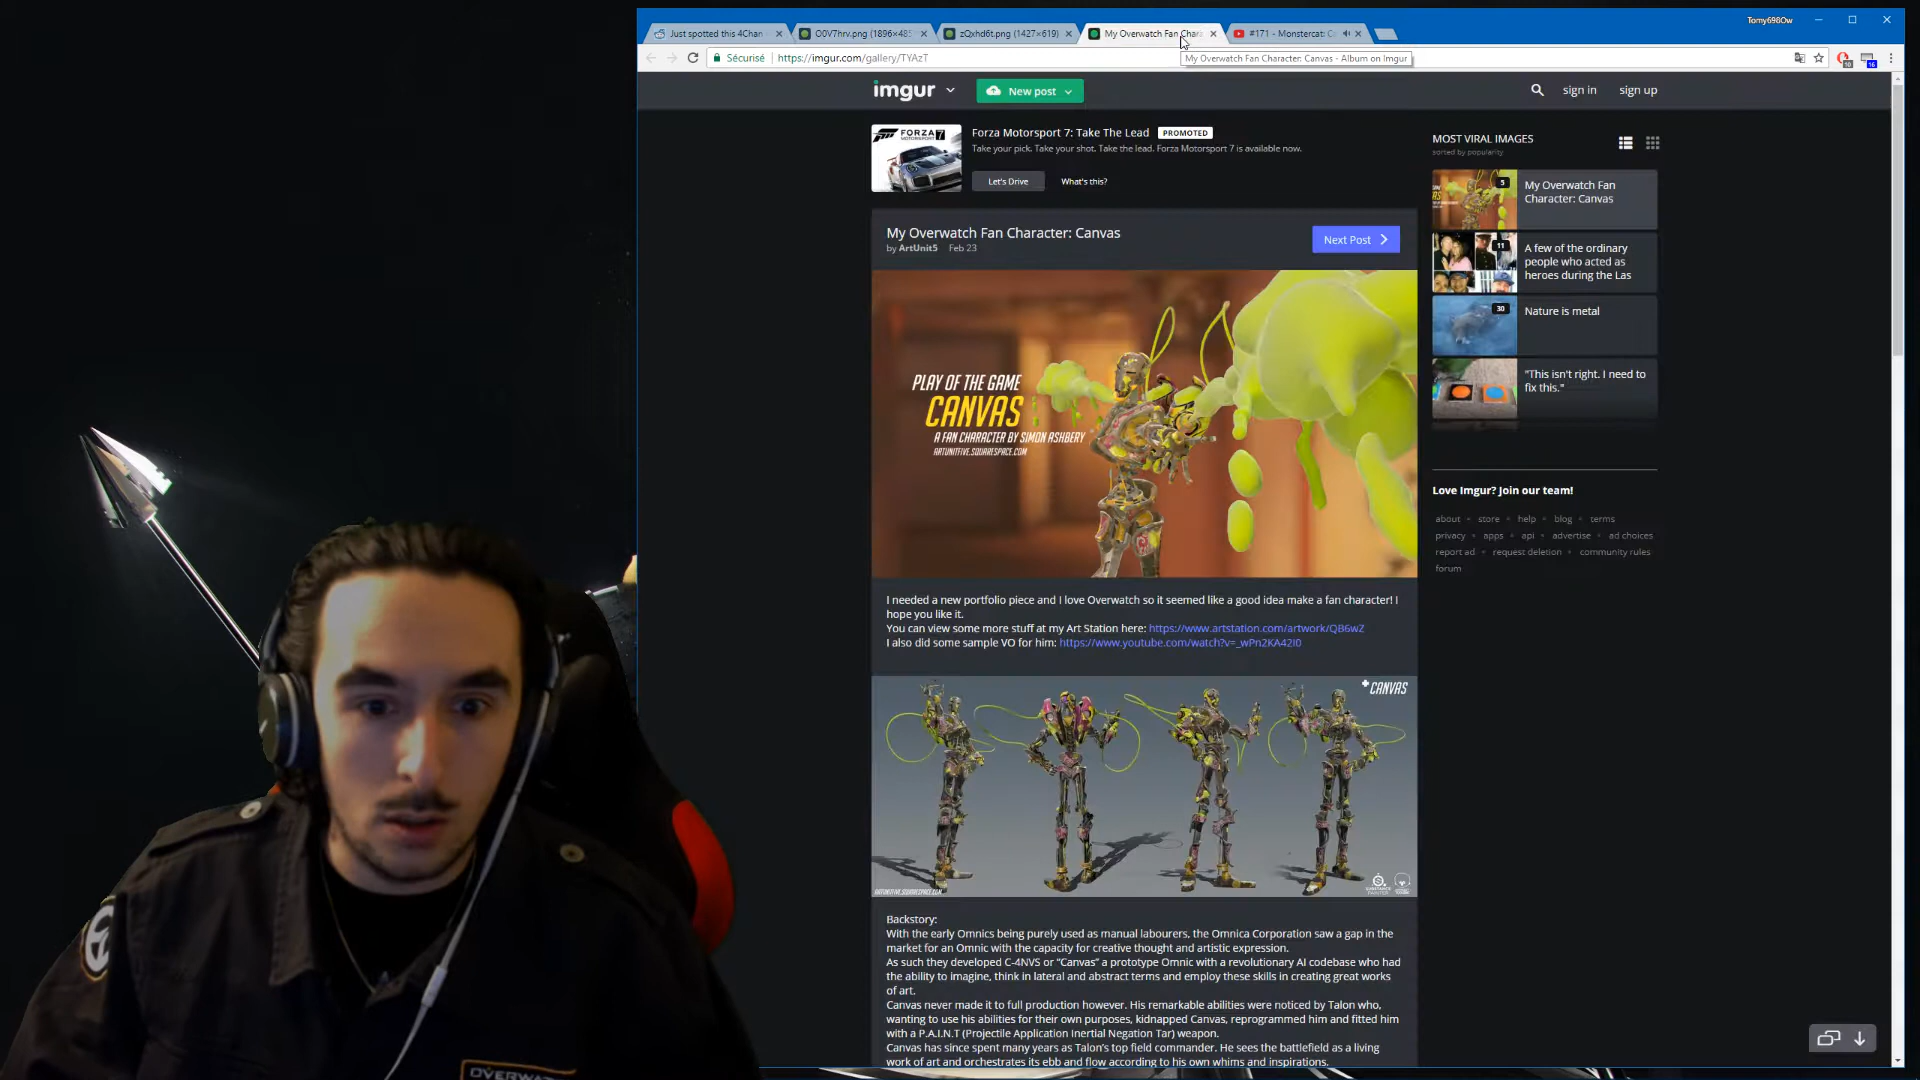 Tomy698Ow
Just spotted this 4Chan
O0V7hrv.png (1896×485
zQxhd6t.png (1427×619)
My Overwatch Fan Chara
#171 - Monstercat: C
Sécurisé
https://imgur.com/gallery/TYAzT
My Overwatch Fan Character: Canvas - Album on Imgur
imgur
New post
sign in
sign up
FORZA
MOTORSPORT 7
Forza Motorsport 7: Take The Lead
PROMOTED
Take your pick. Take your shot. Take the lead. Forza Motorsport 7 is available now.
Let's Drive
What's this?
My Overwatch Fan Character: Canvas
by ArtUnit5 Feb 23
Next Post
PLAY OF THE GAME
CANVAS
A FAN CHARACTER BY SIMON ASHBERY
ARTUNITFIVE.SQUARESPACE.COM
I needed a new portfolio piece and I love Overwatch so it seemed like a good idea make a fan character! I
hope you like it.
You can view some more stuff at my Art Station here: https://www.artstation.com/artwork/QB6wZ
I also did some sample VO for him: https://www.youtube.com/watch?v=_wPn2KA42I0
CANVAS
ARTUNITFIVE.SQUARESPACE.COM
Backstory:
With the early Omnics being purely used as manual labourers, the Omnica Corporation saw a gap in the
market for an Omnic with the capacity for creative thought and artistic expression.
As such they developed C-4NVS or “Canvas” a prototype Omnic with a revolutionary AI codebase who had
the ability to imagine, think in lateral and abstract terms and employ these skills in creating great works
of art.
Canvas never made it to full production however. His remarkable abilities were noticed by Talon who,
wanting to use his abilities for their own purposes, kidnapped Canvas, reprogrammed him and fitted him
with a P.A.I.N.T (Projectile Application Inertial Negation Tar) weapon.
Canvas has since spent many years as Talon's top field commander. He sees the battlefield as a living
work of art and orchestrates its ebb and flow according to his own whims and inspirations.
MOST VIRAL IMAGES
sorted by popularity
5
My Overwatch Fan
Character: Canvas
11
A few of the ordinary
people who acted as
heroes during the Las
30
Nature is metal
"This isn't right. I need to
fix this."
Love Imgur? Join our team!
about store help blog terms
privacy apps api advertise ad choices
report ad request deletion community rules
forum
OVERWAT